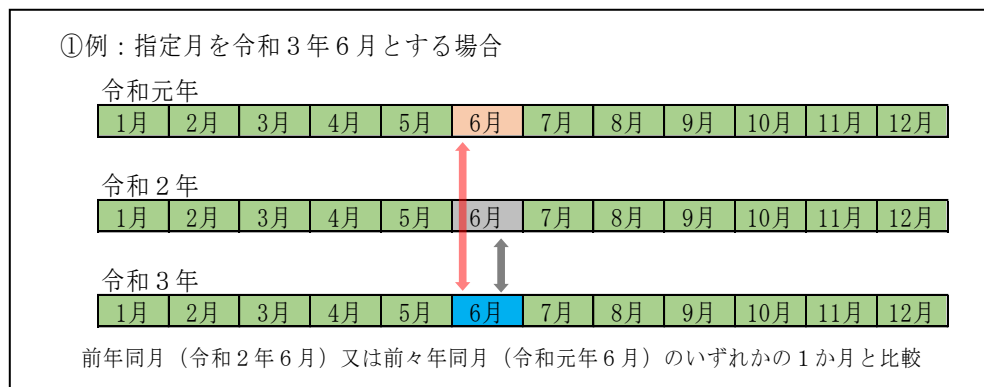 ①例：指定月を令和３年６月とする場合
令和元年
1月 2月 3月 4月 5月 6月 7月 8月 9月 10月 11月 12月
令和２年
1月 2月 3月 4月 5月 6月 7月 8月 9月 10月 11月 12月
令和３年
1月 2月 3月 4月 5月 6月 7月 8月 9月 10月 11月 12月
前年同月（令和２年６月）又は前々年同月（令和元年６月）のいずれかの１か月と比較